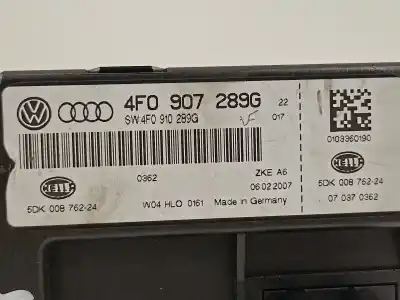 4F0 907 289G 22
SW:4F0 910 289G 017
0103360190
0362
HELLA
ZKE A6
HELLA
06.02.2007
5DK 008 762-24
5DK 008 762-24
W04 HLO 0161 Made in Germany
07 037 0362